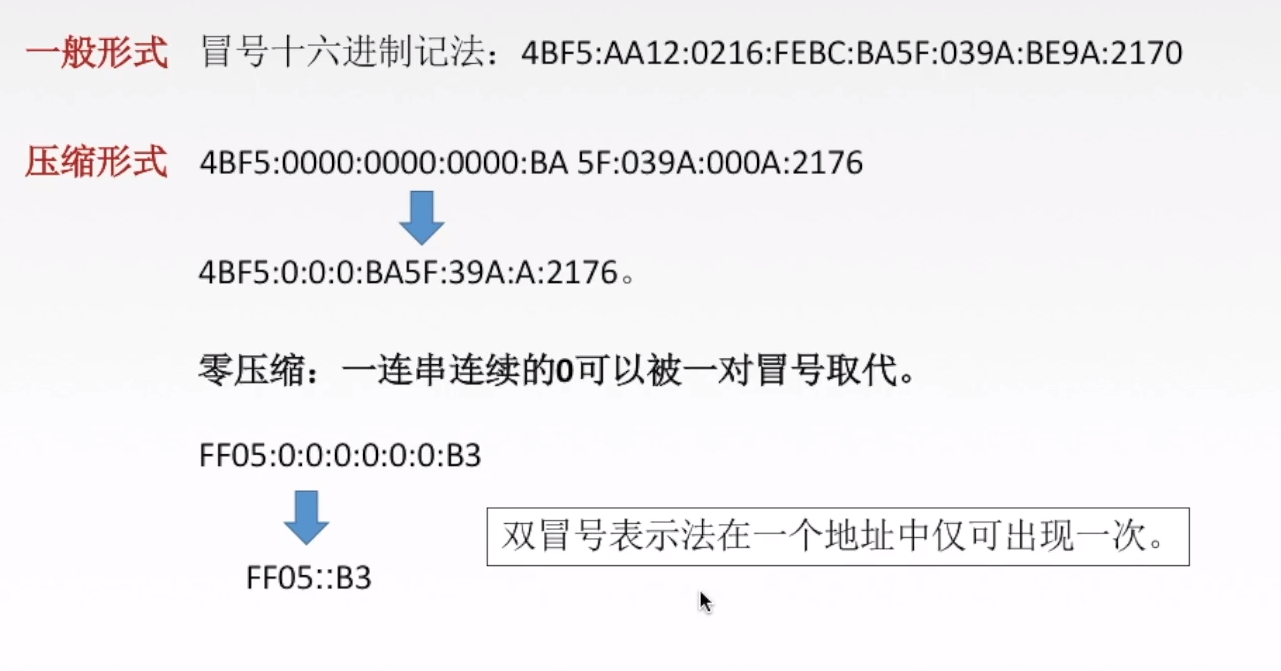 一般形式 冒号十六进制记法：4BF5:AA12:0216:FEBC:BA5F:039A:BE9A:2170
压缩形式 4BF5:0000:0000:0000:BA 5F:039A:000A:2176
4BF5:0:0:0:BA5F:39A:A:2176。
零压缩：一连串连续的0可以被一对冒号取代。
FF05:0:0:0:0:0:0:B3
双冒号表示法在一个地址中仅可出现一次。
FF05::B3